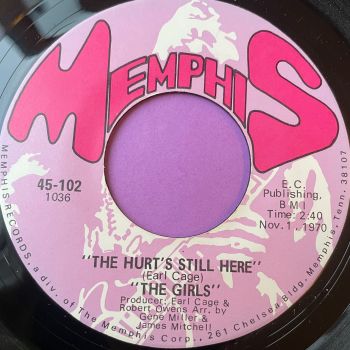 MEMPHIS
45-102
1036
E.C.
Publishing,
BMI
Time: 2:40
Nov. 1, 1970
"THE HURT'S STILL HERE"
(Earl Cage)
"THE GIRLS"
Producer: Earl Cage &
Robert Owens Arr. by
Gene Miller &
James Mitchell
MEMPHIS RECORDS, a div. of The Memphis Corp., 261 Chelsea Bldg. Memphis, Tenn. 38107